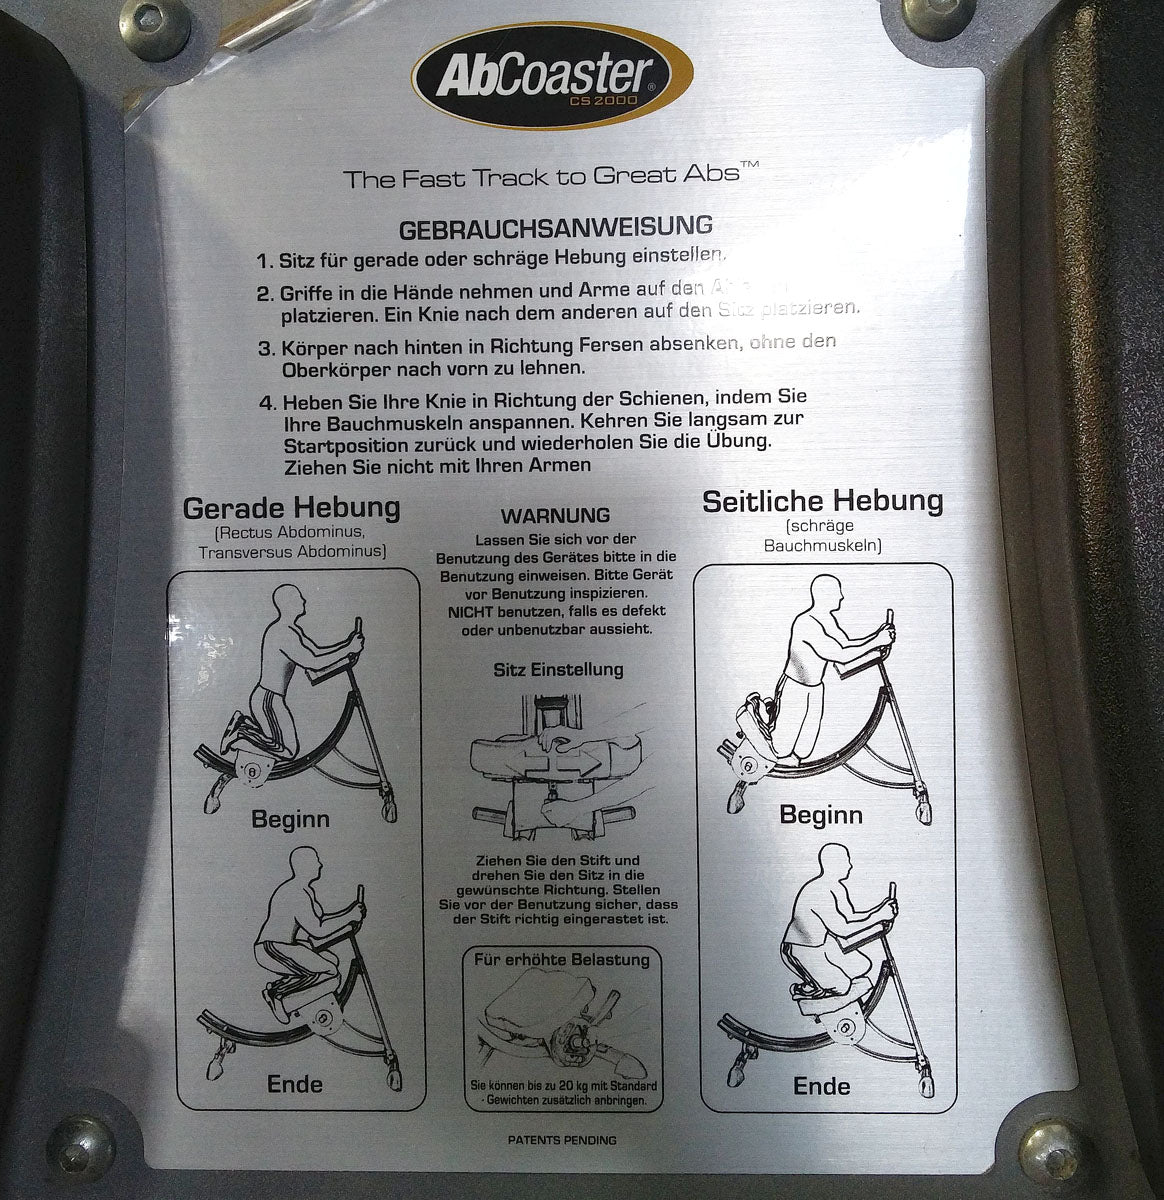 AbCoaster®
CS 2000
The Fast Track to Great Abs™
GEBRAUCHSANWEISUNG
1. Sitz für gerade oder schräge Hebung einstellen.
2. Griffe in die Hände nehmen und Arme auf den
platzieren. Ein Knie nach dem anderen auf den Sitz platzieren.
3. Körper nach hinten in Richtung Fersen absenken, ohne den
Oberkörper nach vorn zu lehnen.
4. Heben Sie Ihre Knie in Richtung der Schienen, indem Sie
Ihre Bauchmuskeln anspannen. Kehren Sie langsam zur
Startposition zurück und wiederholen Sie die Übung.
Ziehen Sie nicht mit Ihren Armen
Gerade Hebung
(Rectus Abdominus,
Transversus Abdominus)
Beginn
Ende
WARNUNG
Lassen Sie sich vor der
Benutzung des Gerätes bitte in die
Benutzung einweisen. Bitte Gerät
vor Benutzung inspizieren.
NICHT benutzen, falls es defekt
oder unbenutzbar aussieht.
Sitz Einstellung
Ziehen Sie den Stift und
drehen Sie den Sitz in die
gewünschte Richtung. Stellen
Sie vor der Benutzung sicher, dass
der Stift richtig eingerastet ist.
Für erhöhte Belastung
Sie können bis zu 20 kg mit Standard
- Gewichten zusätzlich anbringen.
Seitliche Hebung
(schräge
Bauchmuskeln)
Beginn
Ende
PATENTS PENDING